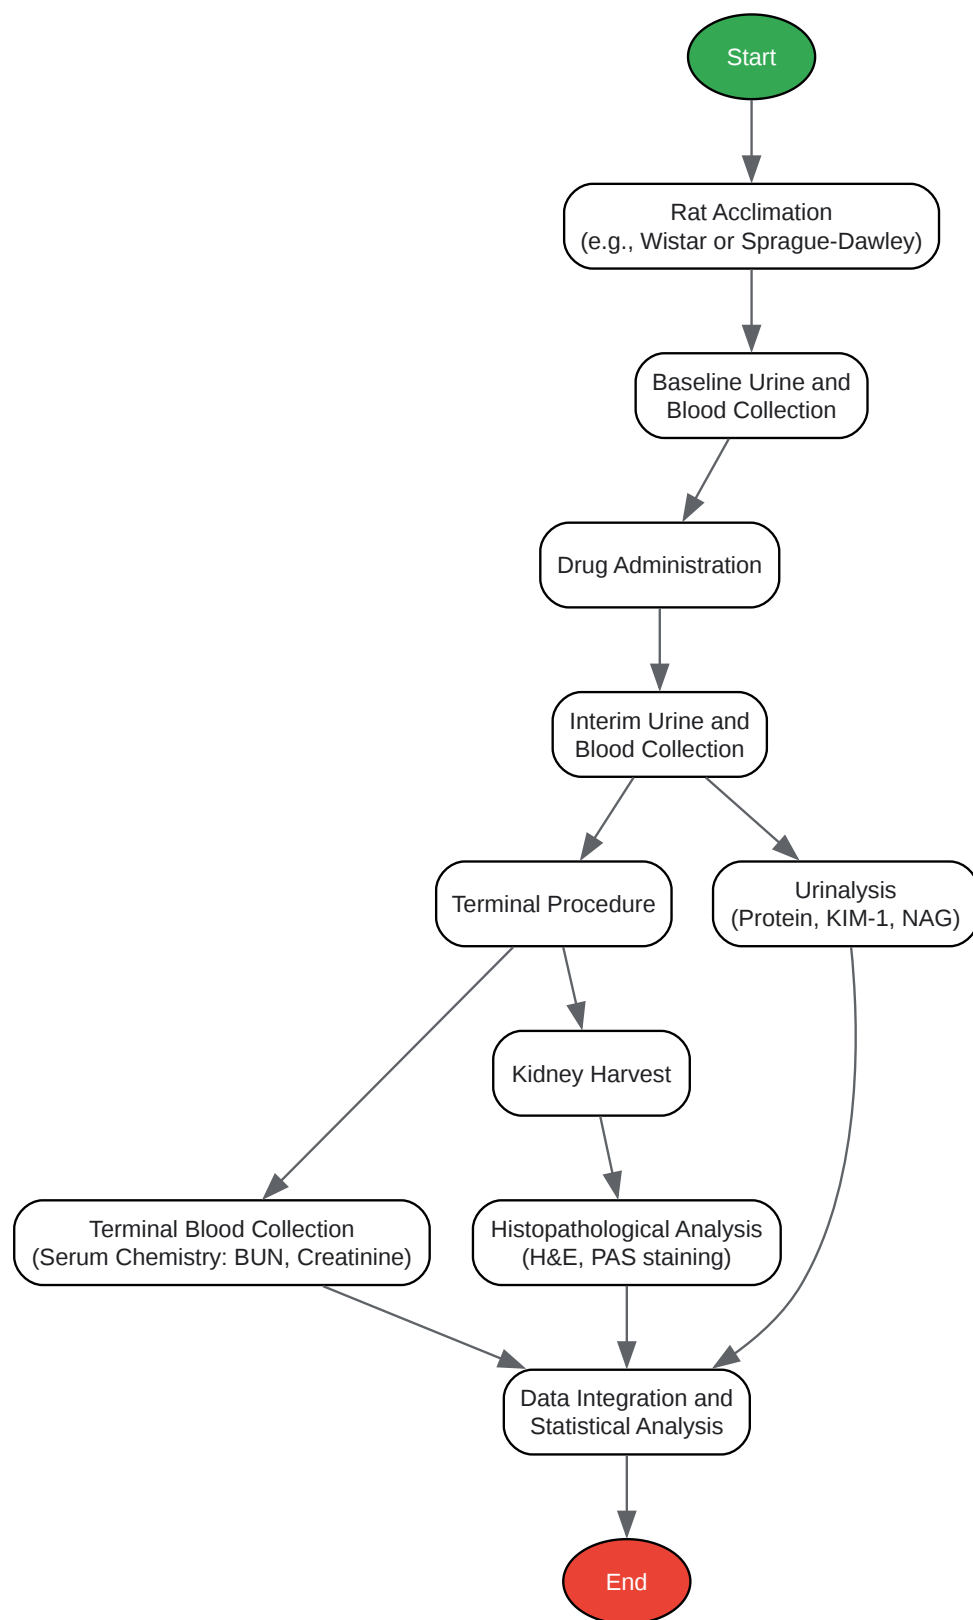 Start
Rat Acclimation
(e.g., Wistar or Sprague-Dawley)
Baseline Urine and
Blood Collection
Drug Administration
Interim Urine and
Blood Collection
Terminal Procedure
Urinalysis
(Protein, KIM-1, NAG)
Kidney Harvest
Terminal Blood Collection
(Serum Chemistry: BUN, Creatinine)
Histopathological Analysis
(H&E, PAS staining)
Data Integration and
Statistical Analysis
End